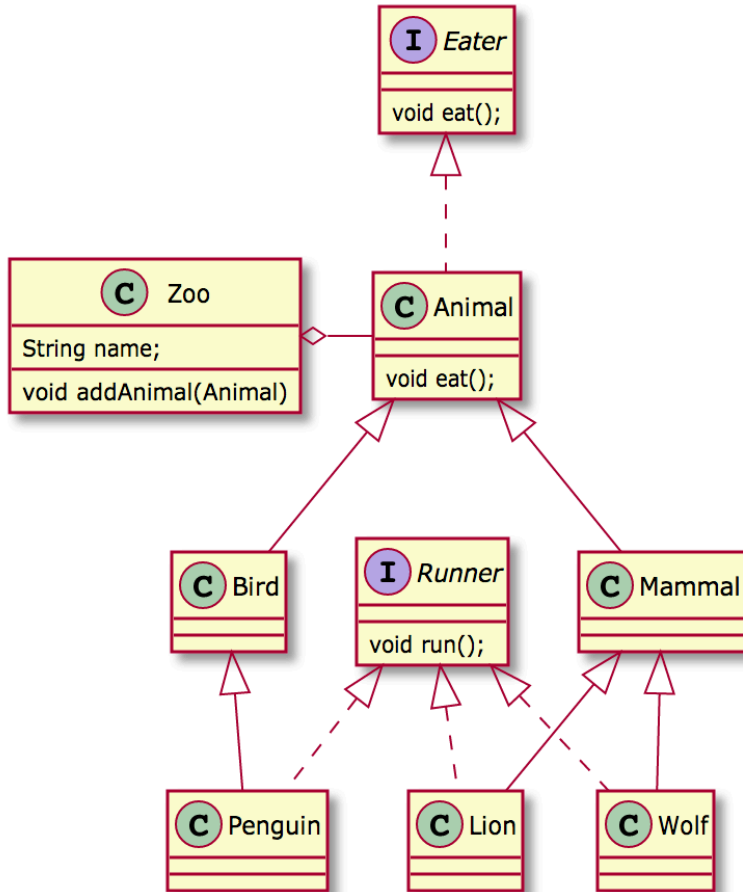 I Eater
void eat();
C Zoo
String name;
void addAnimal(Animal)
C Animal
void eat();
C Bird
I Runner
void run();
C Mammal
C Penguin
C Lion
C Wolf